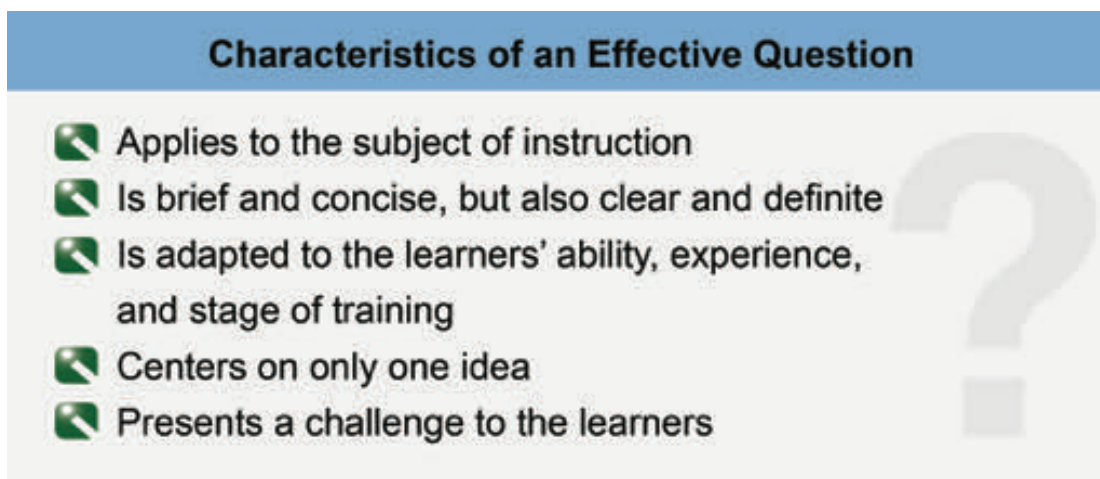 Characteristics of an Effective Question
Applies to the subject of instruction
Is brief and concise, but also clear and definite
Is adapted to the learners’ ability, experience,
and stage of training
Centers on only one idea
Presents a challenge to the learners
?